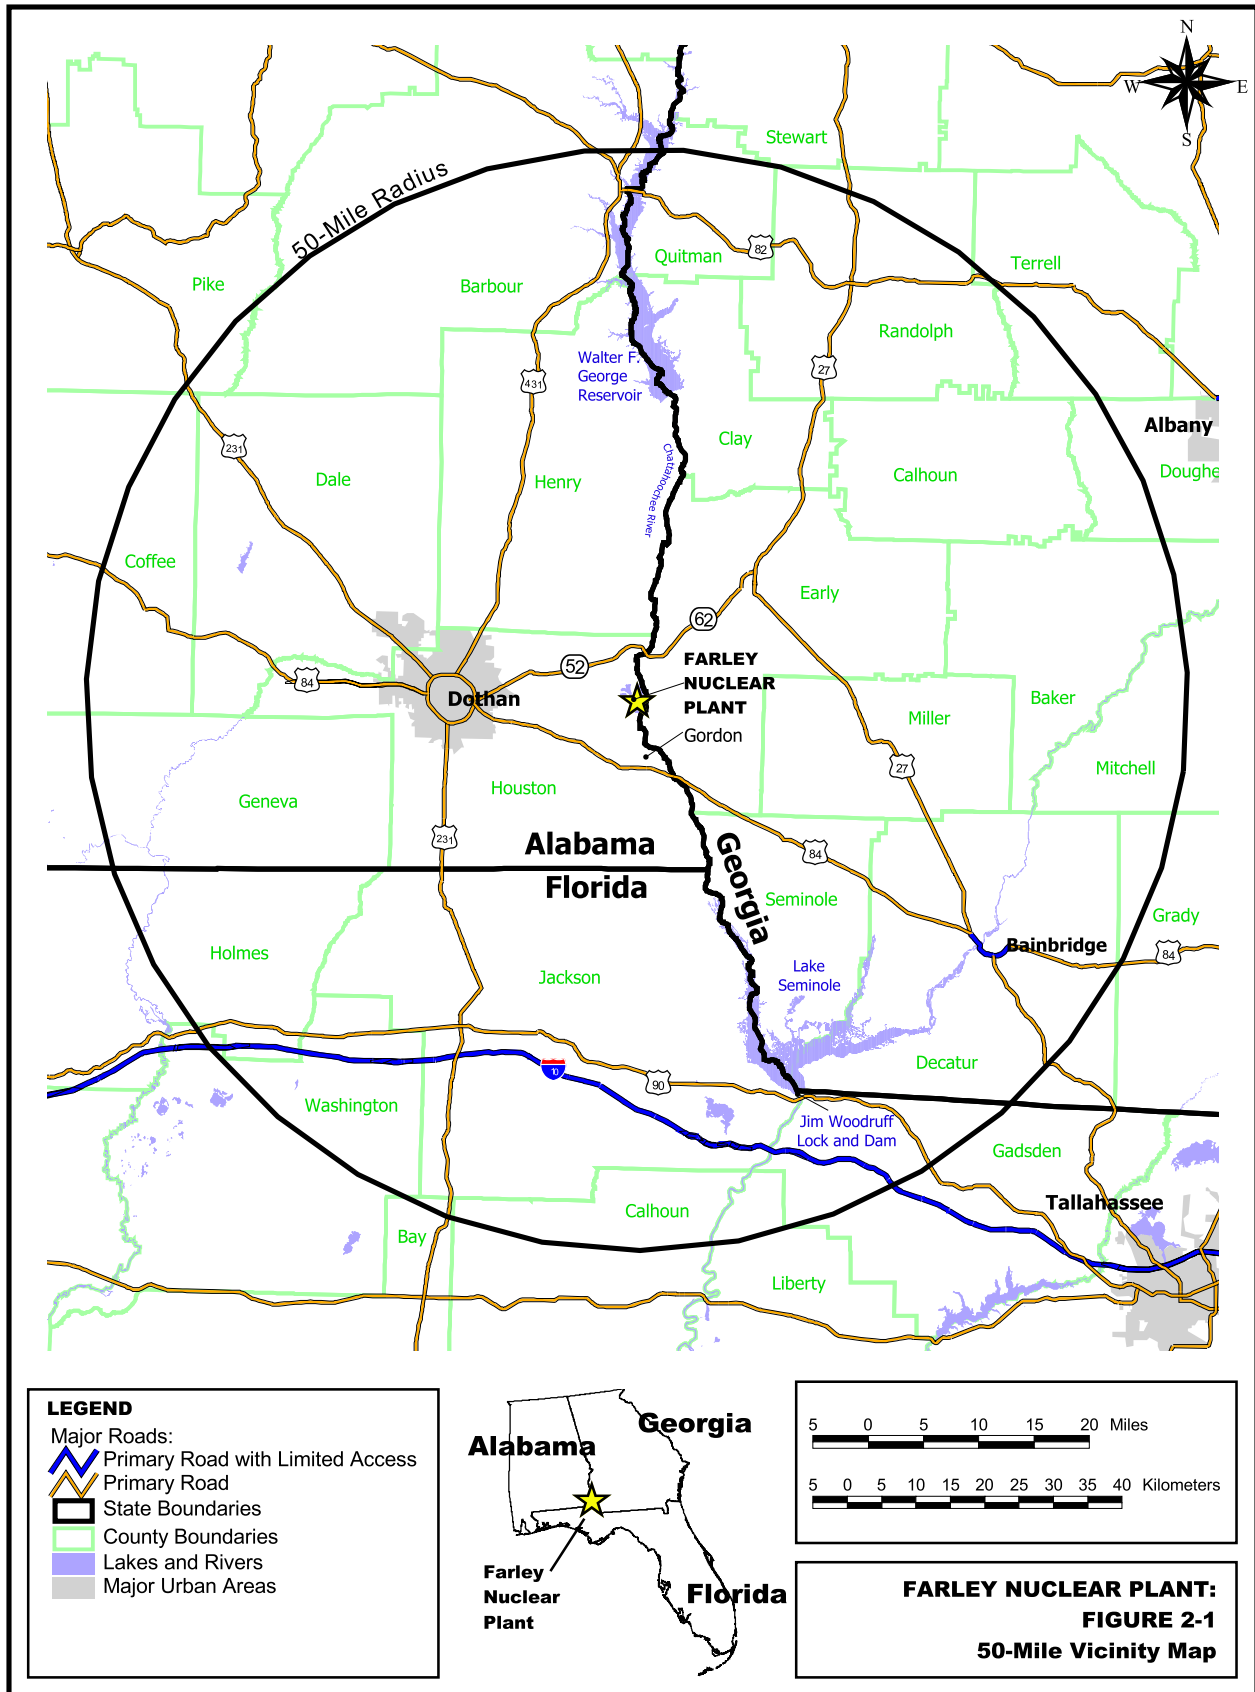 N
W
E
S
50-Mile Radius
Stewart
Quitman
82
Terrell
Pike
Barbour
Randolph
Walter F.
George
Reservoir
27
431
Albany
231
Clay
Dale
Henry
Calhoun
Doughe
Chattahoochee River
Coffee
Early
62
52
FARLEY
NUCLEAR
PLANT
84
Dothan
Baker
Miller
Gordon
27
Mitchell
Houston
Geneva
231
Alabama
Georgia
84
Florida
Seminole
Grady
Bainbridge
84
Holmes
Jackson
Lake
Seminole
Decatur
10
90
Washington
Jim Woodruff
Lock and Dam
Gadsden
Tallahassee
Calhoun
Bay
Liberty
LEGEND
Major Roads:
Primary Road with Limited Access
Primary Road
State Boundaries
County Boundaries
Lakes and Rivers
Major Urban Areas
Georgia
Alabama
Farley
Nuclear
Plant
Florida
5 0 5 10 15 20 Miles
5 0 5 10 15 20 25 30 35 40 Kilometers
FARLEY NUCLEAR PLANT:
FIGURE 2-1
50-Mile Vicinity Map